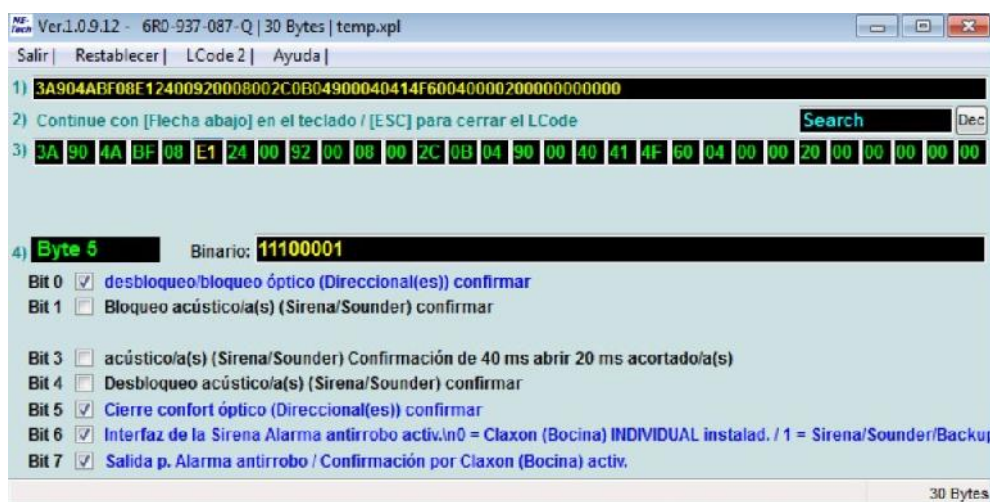 NE-Tech Ver.1.0.9.12 - 6R0-937-087-Q | 30 Bytes | temp.xpl
Salir | Restablecer | LCode 2 | Ayuda |
1) 3A904ABF08E12400920008002C0B04900040414F60040000200000000000
2) Continue con [Flecha abajo] en el teclado / [ESC] para cerrar el LCode Search Dec
3) 3A 90 4A BF 08 E1 24 00 92 00 08 00 2C 0B 04 90 00 40 41 4F 60 04 00 00 20 00 00 00 00 00
4) Byte 5 Binario: 11100001
Bit 0 desbloqueo/bloqueo óptico (Direccional(es)) confirmar
Bit 1 Bloqueo acústico/a(s) (Sirena/Sounder) confirmar
Bit 3 acústico/a(s) (Sirena/Sounder) Confirmación de 40 ms abrir 20 ms acortado/a(s)
Bit 4 Desbloqueo acústico/a(s) (Sirena/Sounder) confirmar
Bit 5 Cierre confort óptico (Direccional(es)) confirmar
Bit 6 Interfaz de la Sirena Alarma antirrobo activ.\n0 = Claxon (Bocina) INDIVIDUAL instalad. / 1 = Sirena/Sounder/Backup
Bit 7 Salida p. Alarma antirrobo / Confirmación por Claxon (Bocina) activ.
30 Bytes